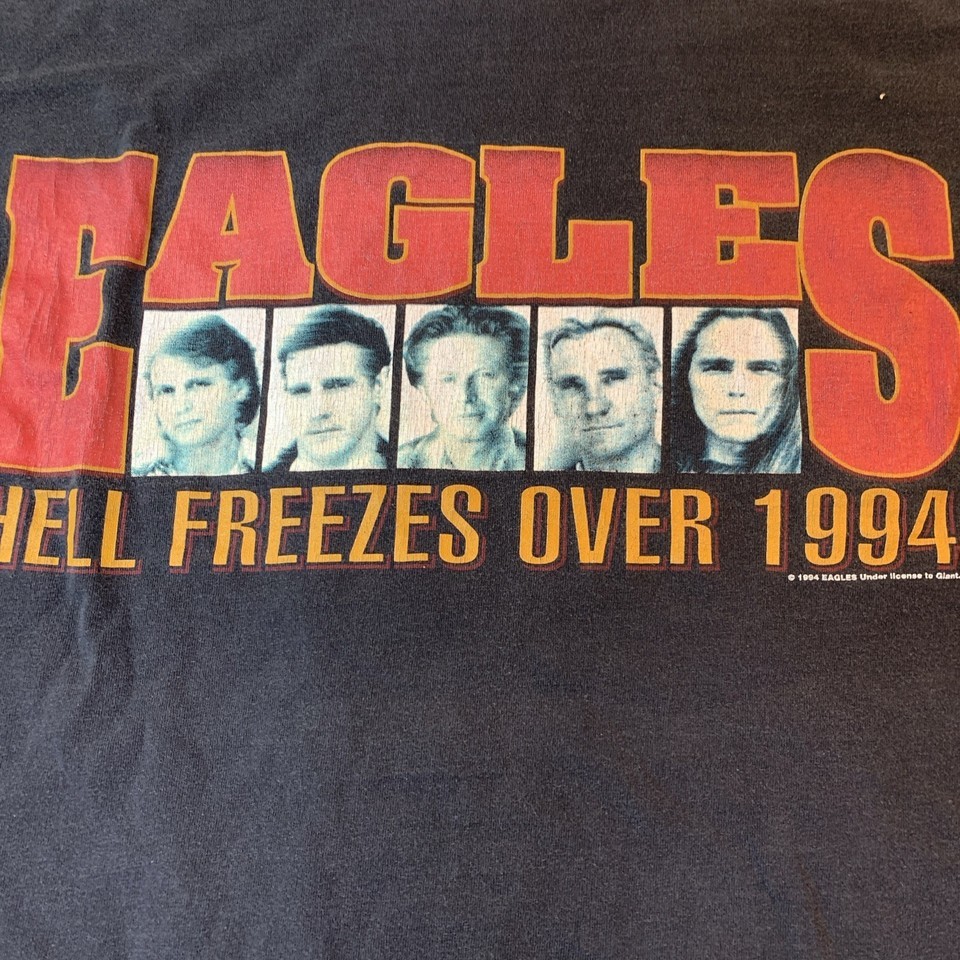 EAGLES
HELL FREEZES OVER 1994
© 1994 EAGLES Under license to Giant.